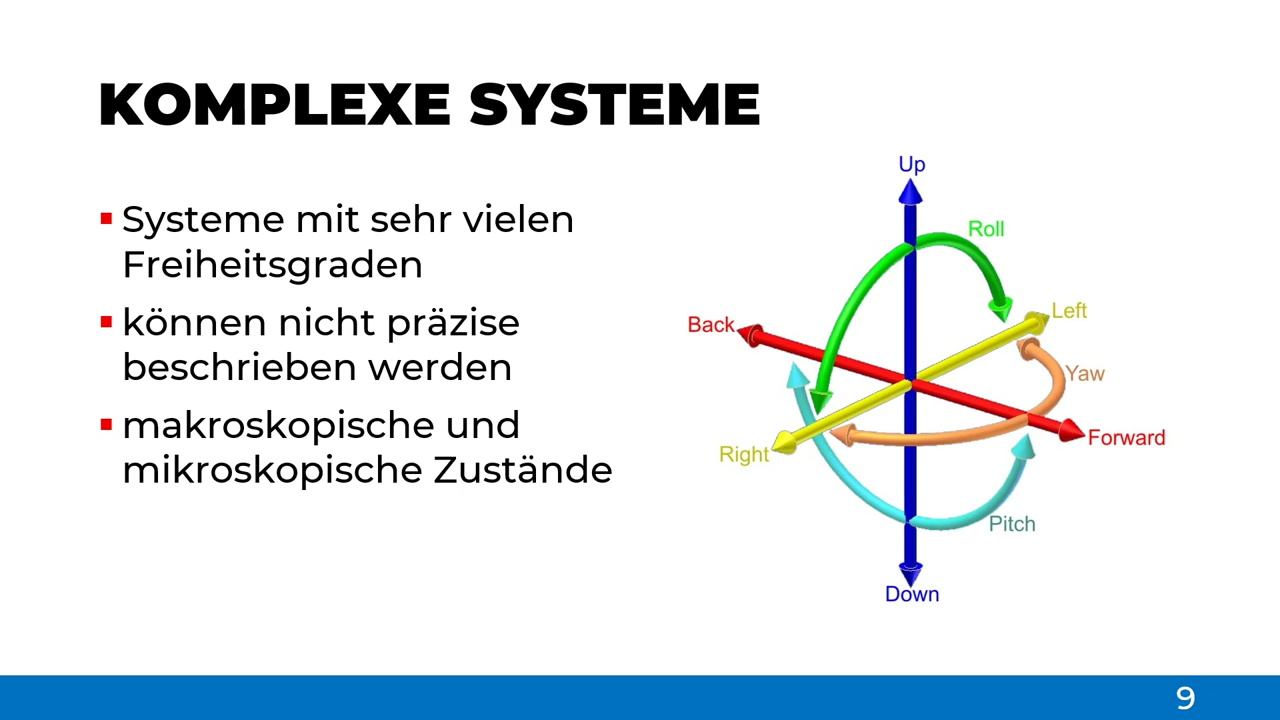 KOMPLEXE SYSTEME
Systeme mit sehr vielen
Freiheitsgraden
können nicht präzise
beschrieben werden
makroskopische und
mikroskopische Zustände
Up
Roll
Left
Back
Yaw
Forward
Right
Pitch
Down
9